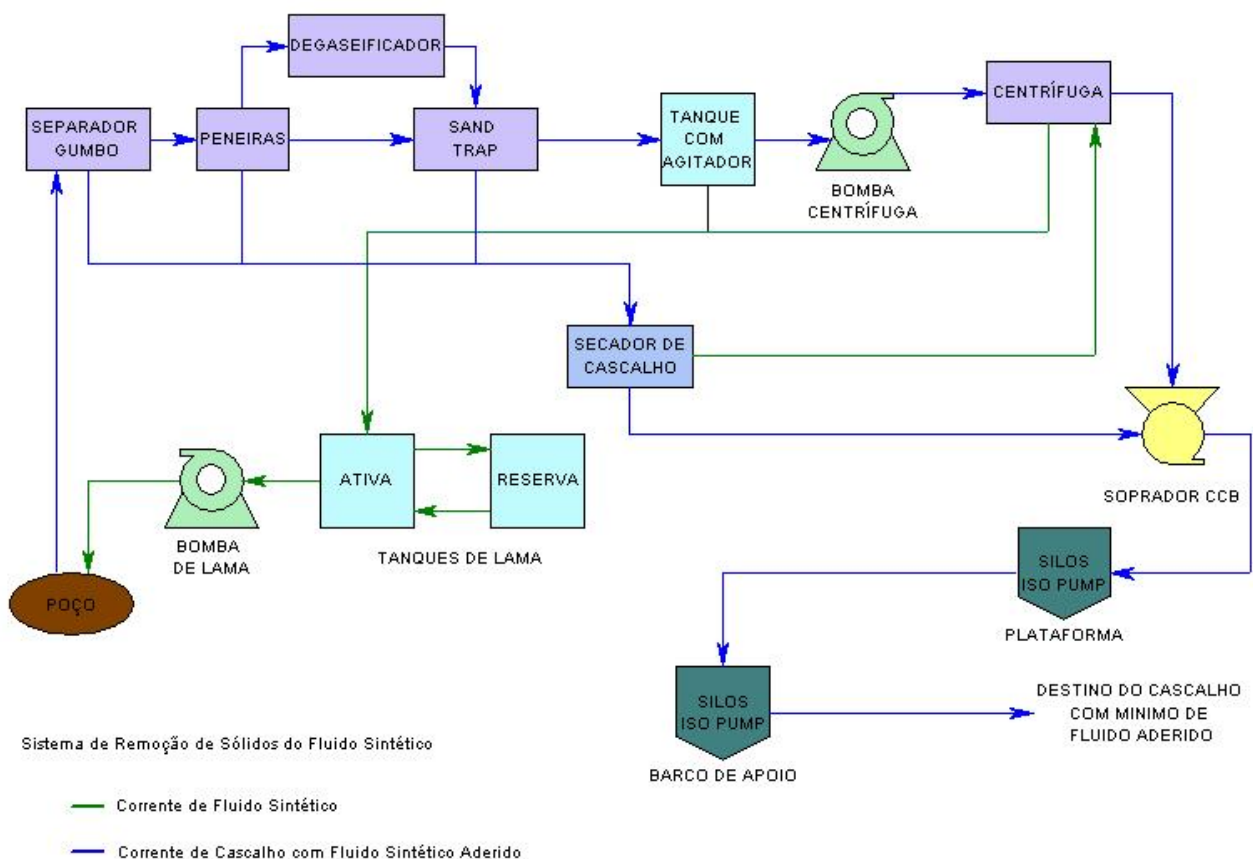 DEGASEIFICADOR
SEPARADOR
GUMBO
PENEIRAS
SAND
TRAP
TANQUE
COM
AGITADOR
BOMBA
CENTRÍFUGA
CENTRÍFUGA
SECADOR DE
CASCALHO
ATIVA
RESERVA
TANQUES DE LAMA
BOMBA
DE LAMA
POÇO
SOPRADOR CCB
SILOS
ISO PUMP
PLATAFORMA
SILOS
ISO PUMP
BARCO DE APOIO
DESTINO DO CASCALHO
COM MINIMO DE
FLUIDO ADERIDO
Sistema de Remoção de Sólidos do Fluido Sintético
Corrente de Fluido Sintético
Corrente de Cascalho com Fluido Sintético Aderido